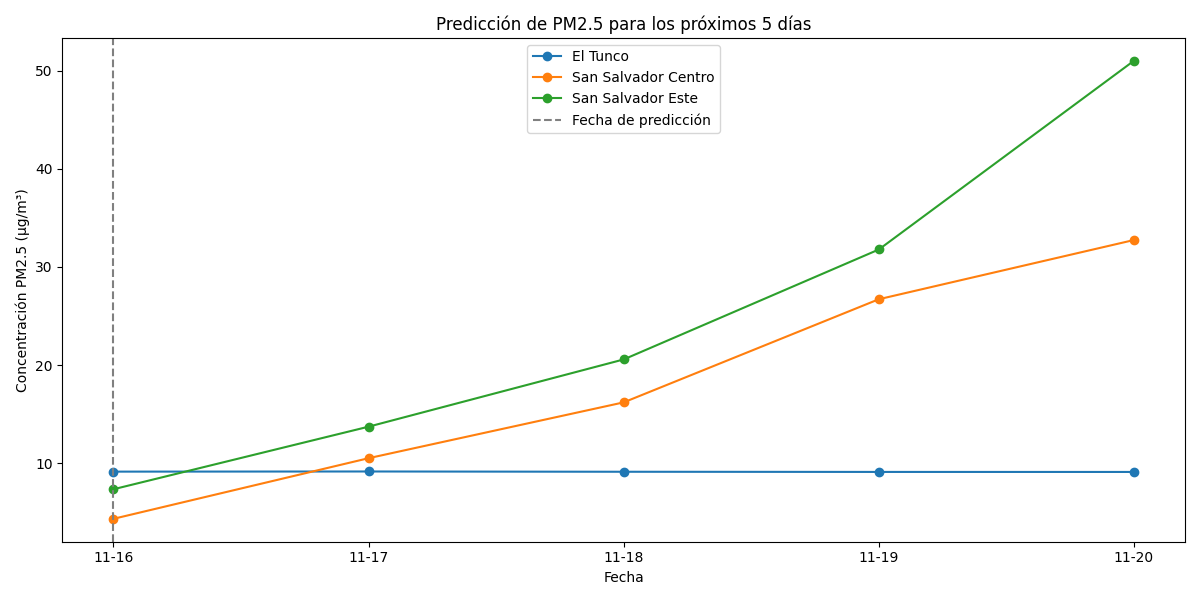 Predicción de PM2.5 para los próximos 5 días
El Tunco
San Salvador Centro
San Salvador Este
Fecha de predicción
Concentración PM2.5 (µg/m³)
50
40
30
20
10
11-16
11-17
11-18
11-19
11-20
Fecha